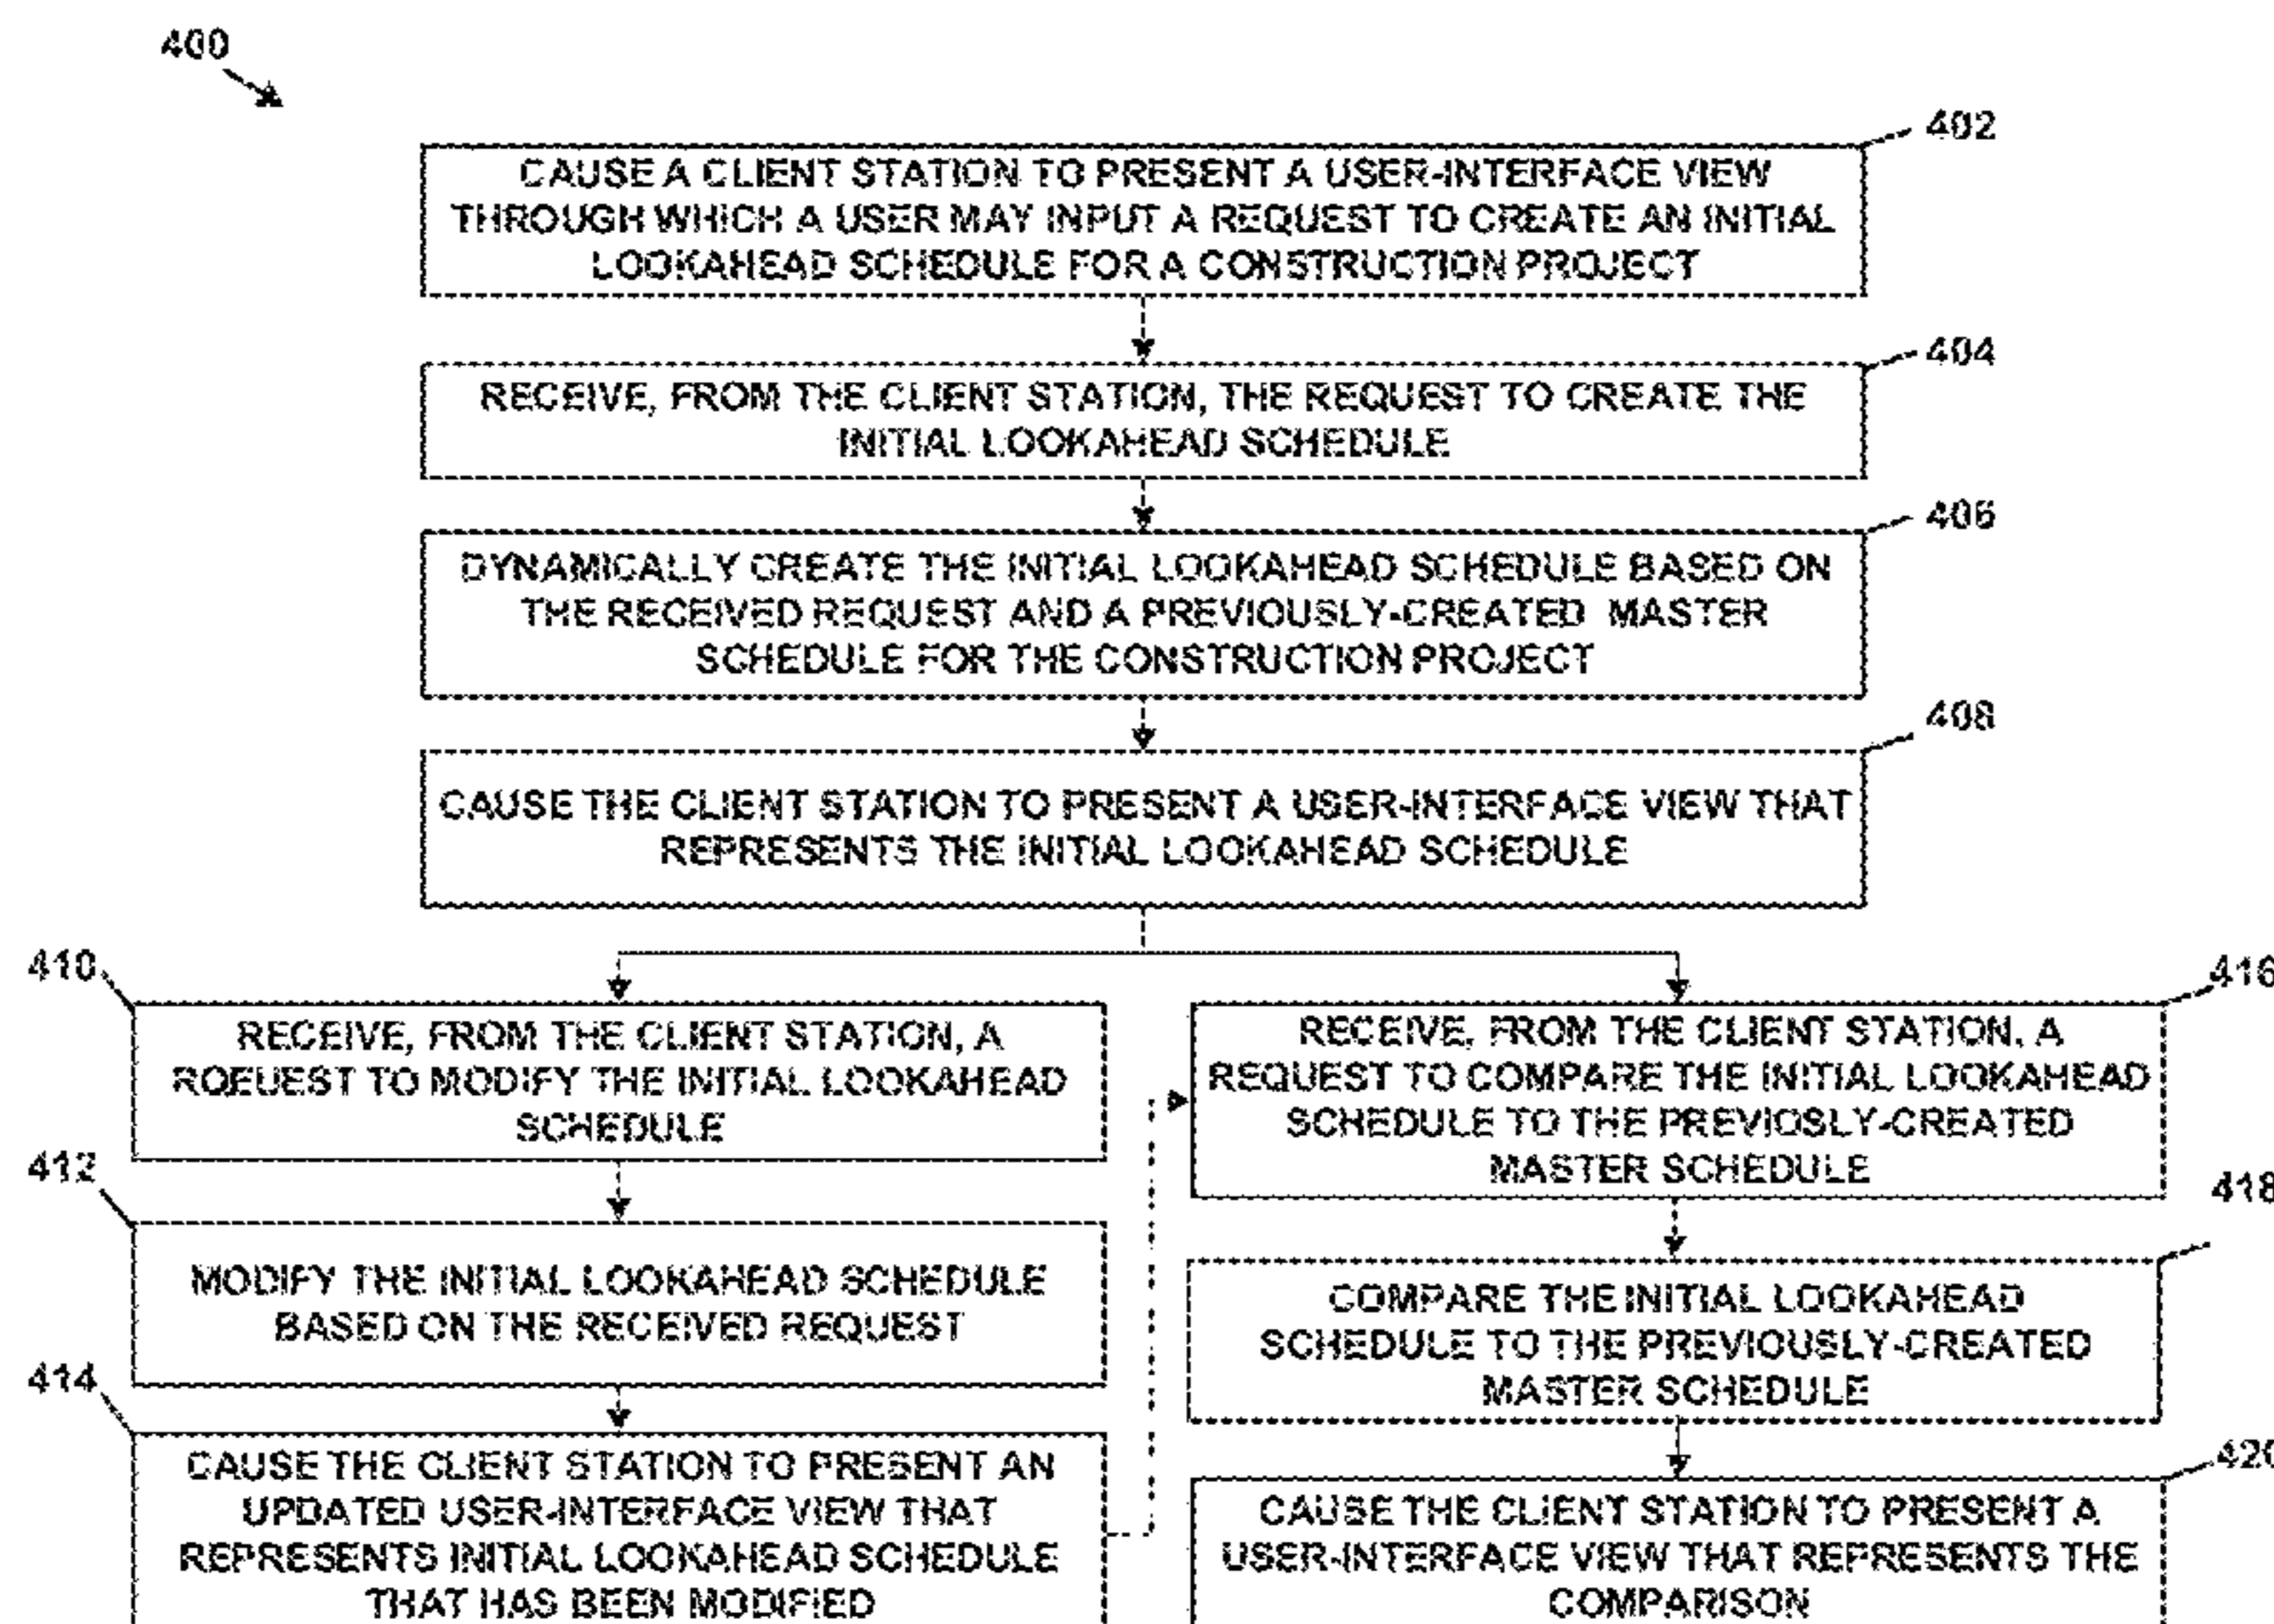 400
402
CAUSE A CLIENT STATION TO PRESENT A USER-INTERFACE VIEW
THROUGH WHICH A USER MAY INPUT A REQUEST TO CREATE AN INITIAL
LOOKAHEAD SCHEDULE FOR A CONSTRUCTION PROJECT
404
RECEIVE, FROM THE CLIENT STATION, THE REQUEST TO CREATE THE
INITIAL LOOKAHEAD SCHEDULE
406
DYNAMICALLY CREATE THE INITIAL LOOKAHEAD SCHEDULE BASED ON
THE RECEIVED REQUEST AND A PREVIOUSLY-CREATED MASTER
SCHEDULE FOR THE CONSTRUCTION PROJECT
408
CAUSE THE CLIENT STATION TO PRESENT A USER-INTERFACE VIEW THAT
REPRESENTS THE INITIAL LOOKAHEAD SCHEDULE
410
RECEIVE, FROM THE CLIENT STATION, A
RQEUEST TO MODIFY THE INITIAL LOOKAHEAD
SCHEDULE
412
MODIFY THE INITIAL LOOKAHEAD SCHEDULE
BASED ON THE RECEIVED REQUEST
414
CAUSE THE CLIENT STATION TO PRESENT AN
UPDATED USER-INTERFACE VIEW THAT
REPRESENTS INITIAL LOOKAHEAD SCHEDULE
THAT HAS BEEN MODIFIED
416
RECEIVE, FROM THE CLIENT STATION, A
REQUEST TO COMPARE THE INITIAL LOOKAHEAD
SCHEDULE TO THE PREVIOSLY-CREATED
MASTER SCHEDULE
418
COMPARE THE INITIAL LOOKAHEAD
SCHEDULE TO THE PREVIOUSLY-CREATED
MASTER SCHEDULE
420
CAUSE THE CLIENT STATION TO PRESENT A
USER-INTERFACE VIEW THAT REPRESENTS THE
COMPARISON